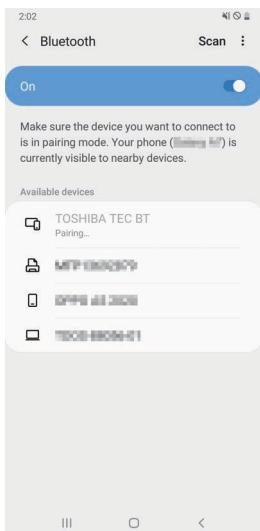 2:02
Bluetooth
Scan
On
Make sure the device you want to connect to
is in pairing mode. Your phone ( ) is
currently visible to nearby devices.
Available devices
TOSHIBA TEC BT
Pairing...